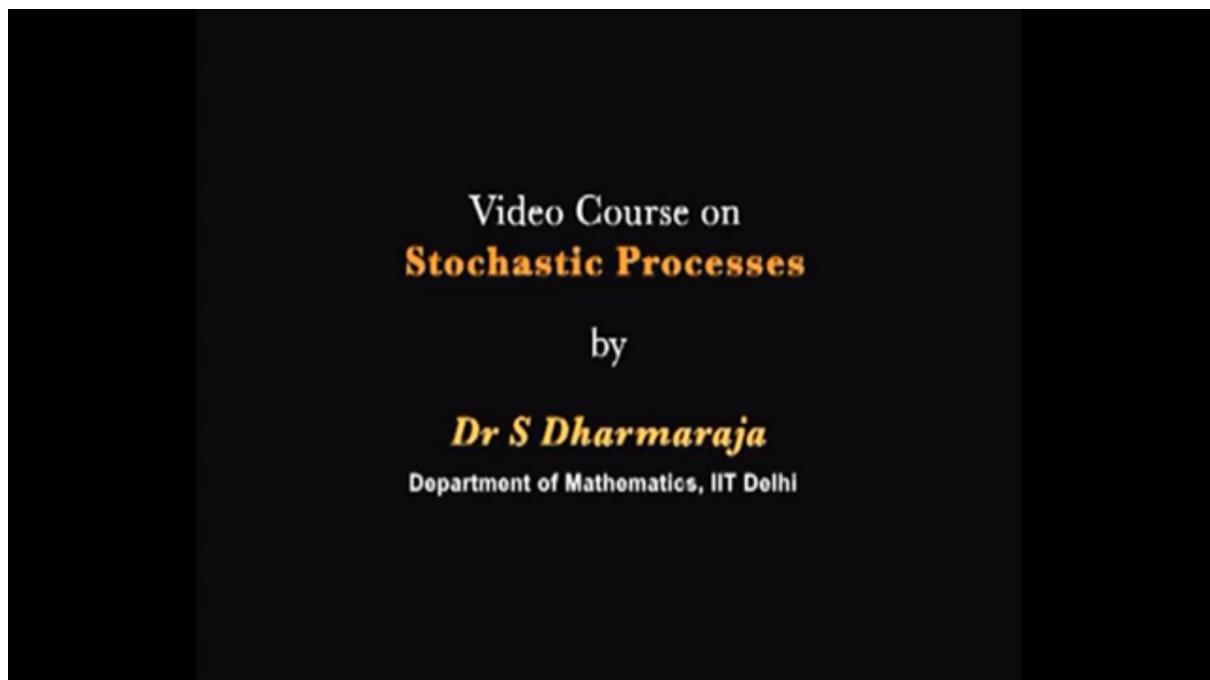 Video Course on
Stochastic Processes
by
Dr S Dharmaraja
Department of Mathematics, IIT Delhi